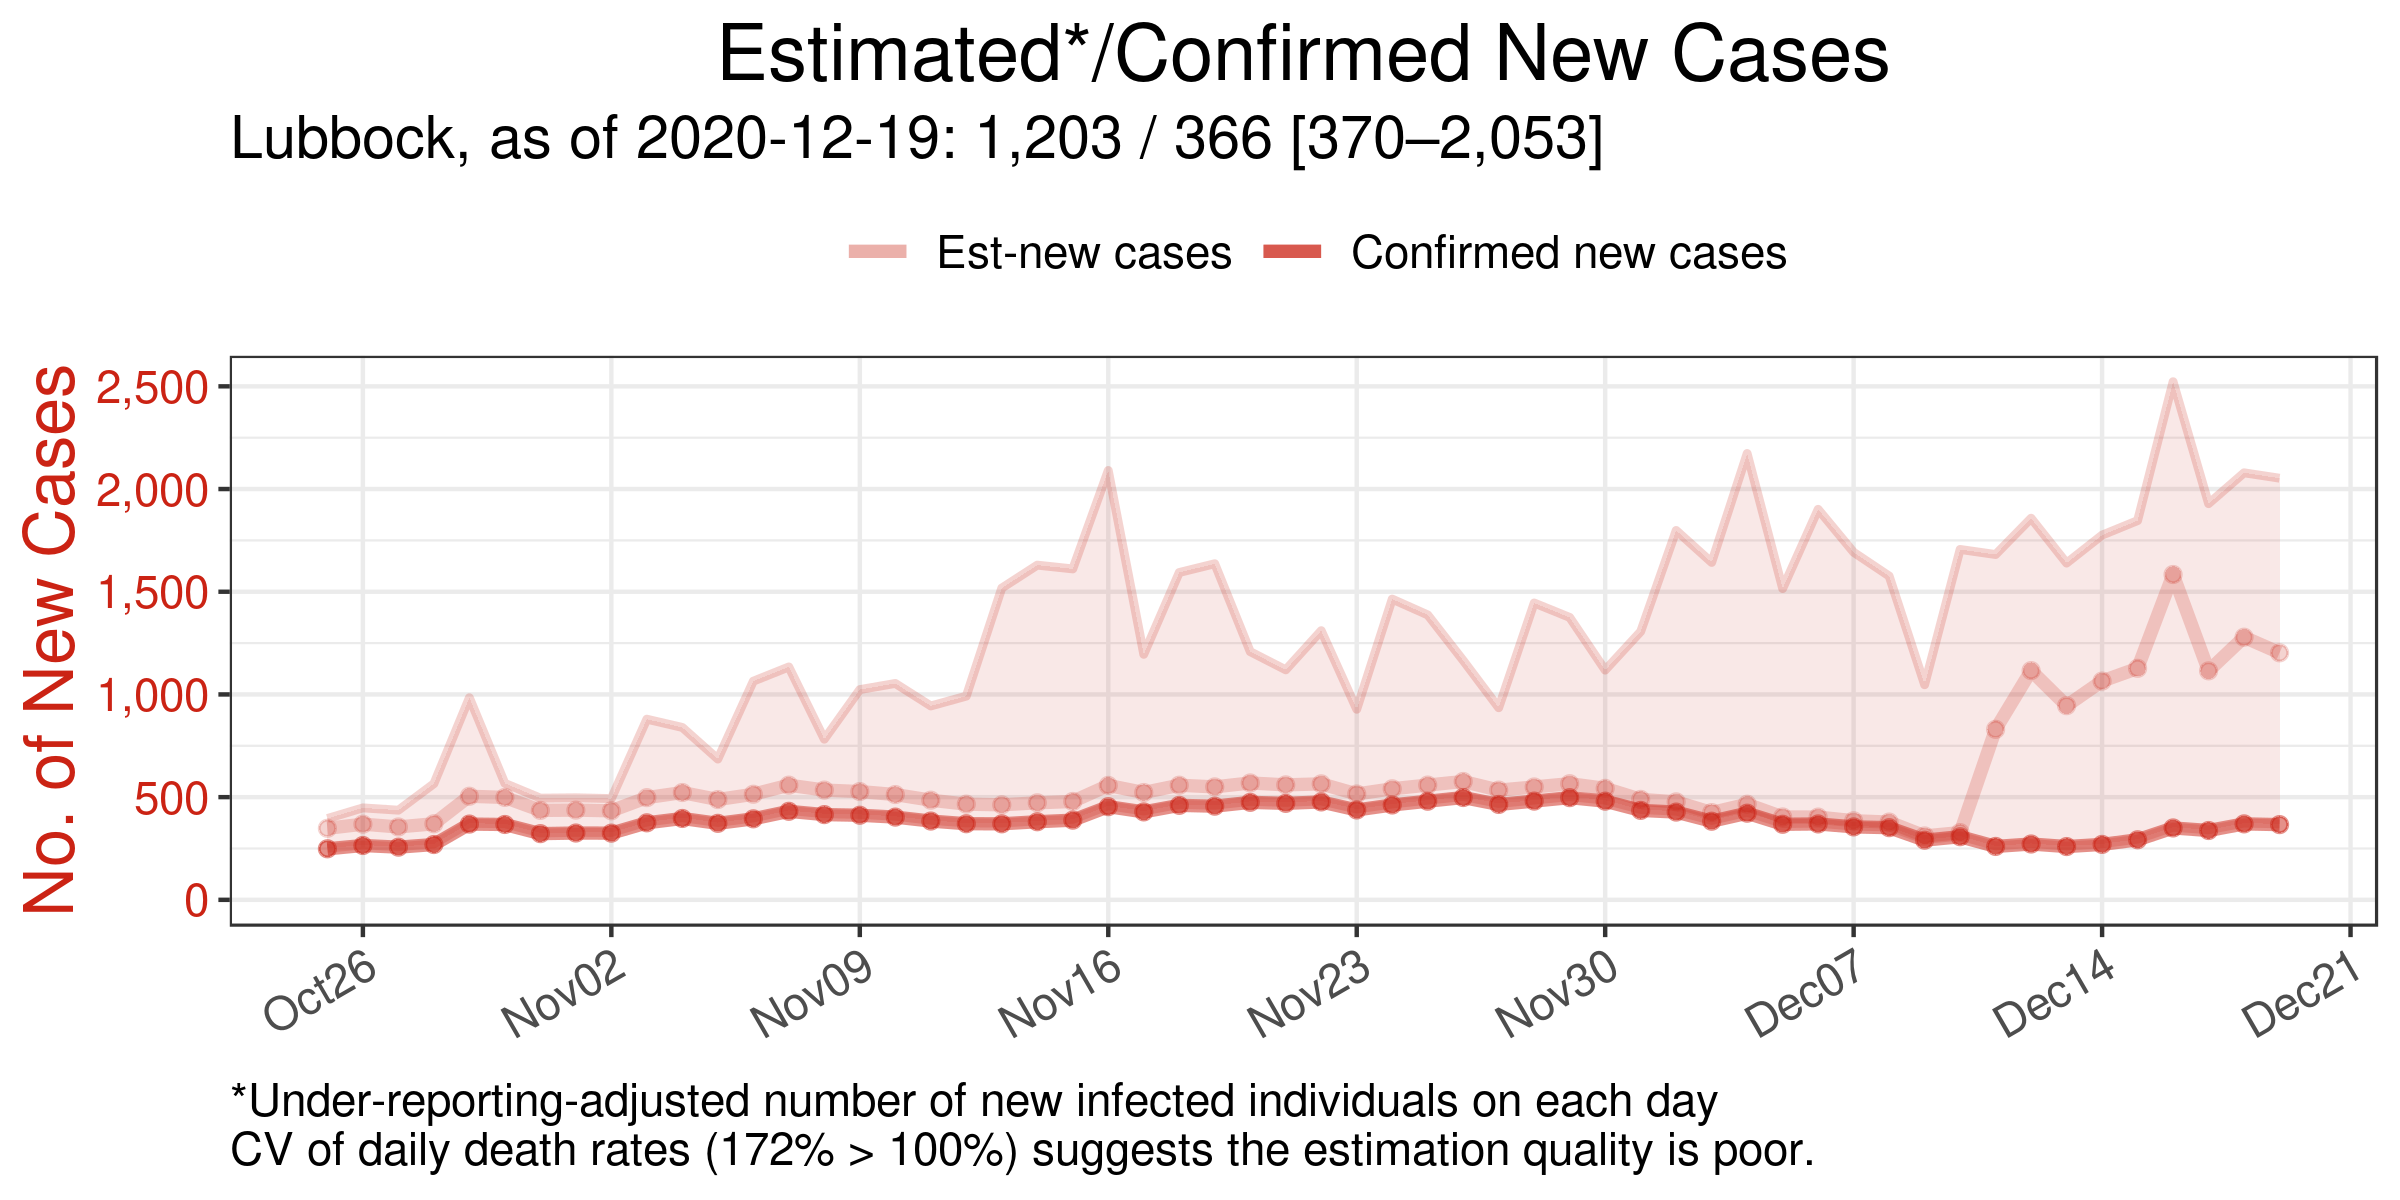 Estimated*/Confirmed New Cases
Lubbock, as of 2020-12-19: 1,203 / 366 [370–2,053]
Est-new cases Confirmed new cases
No. of New Cases
2,500
2,000
1,500
1,000
500
0
Oct26 Nov02 Nov09 Nov16 Nov23 Nov30 Dec07 Dec14 Dec21
*Under-reporting-adjusted number of new infected individuals on each day
CV of daily death rates (172% > 100%) suggests the estimation quality is poor.